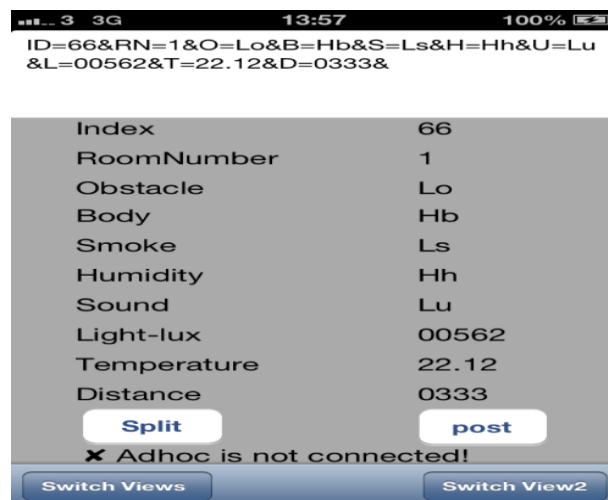 3 3G 13:57 100%
ID=66&RN=1&O=Lo&B=Hb&S=Ls&H=Hh&U=Lu
&L=00562&T=22.12&D=0333&
Index 66
RoomNumber 1
Obstacle Lo
Body Hb
Smoke Ls
Humidity Hh
Sound Lu
Light-lux 00562
Temperature 22.12
Distance 0333
Split post
✘ Adhoc is not connected!
Switch Views Switch View2